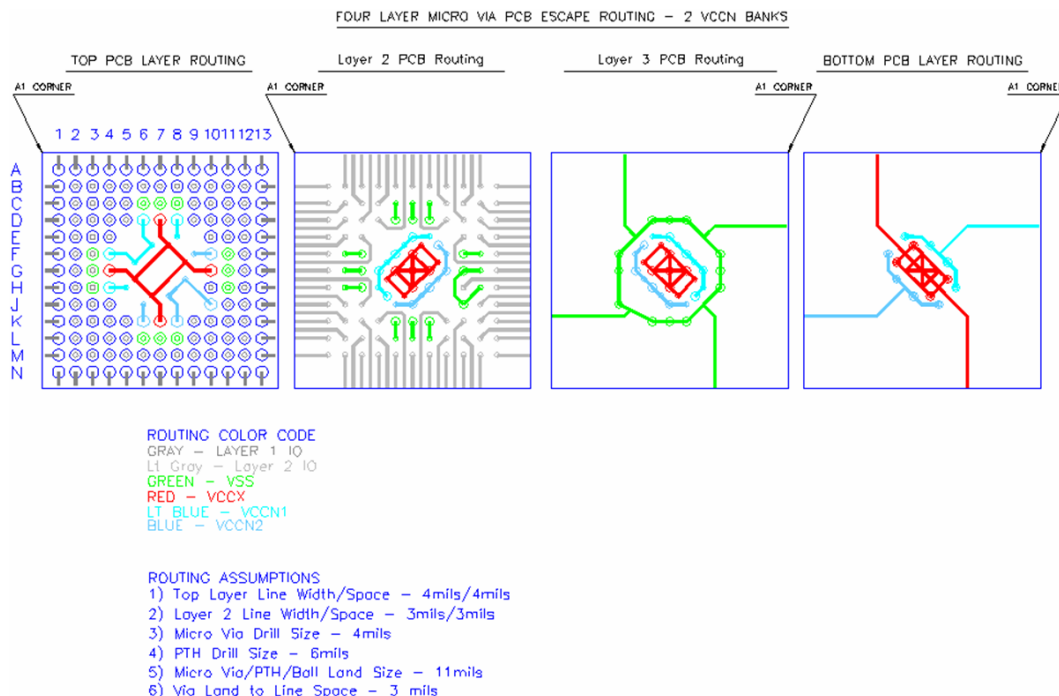 FOUR LAYER MICRO VIA PCB ESCAPE ROUTING – 2 VCCN BANKS
TOP PCB LAYER ROUTING
Layer 2 PCB Routing
Layer 3 PCB Routing
BOTTOM PCB LAYER ROUTING
A1 CORNER
A1 CORNER
A1 CORNER
A1 CORNER
1 2 3 4 5 6 7 8 9 10 11 12 13
A
B
C
D
E
F
G
H
J
K
L
M
N
ROUTING COLOR CODE
GRAY – LAYER 1 IO
Lt Gray – Layer 2 IO
GREEN – VSS
RED – VCCX
LT BLUE – VCCN1
BLUE – VCCN2
ROUTING ASSUMPTIONS
1) Top Layer Line Width/Space – 4mils/4mils
2) Layer 2 Line Width/Space – 3mils/3mils
3) Micro Via Drill Size – 4mils
4) PTH Drill Size – 6mils
5) Micro Via/PTH/Ball Land Size – 11mils
6) Via Land to Line Space – 3 mils